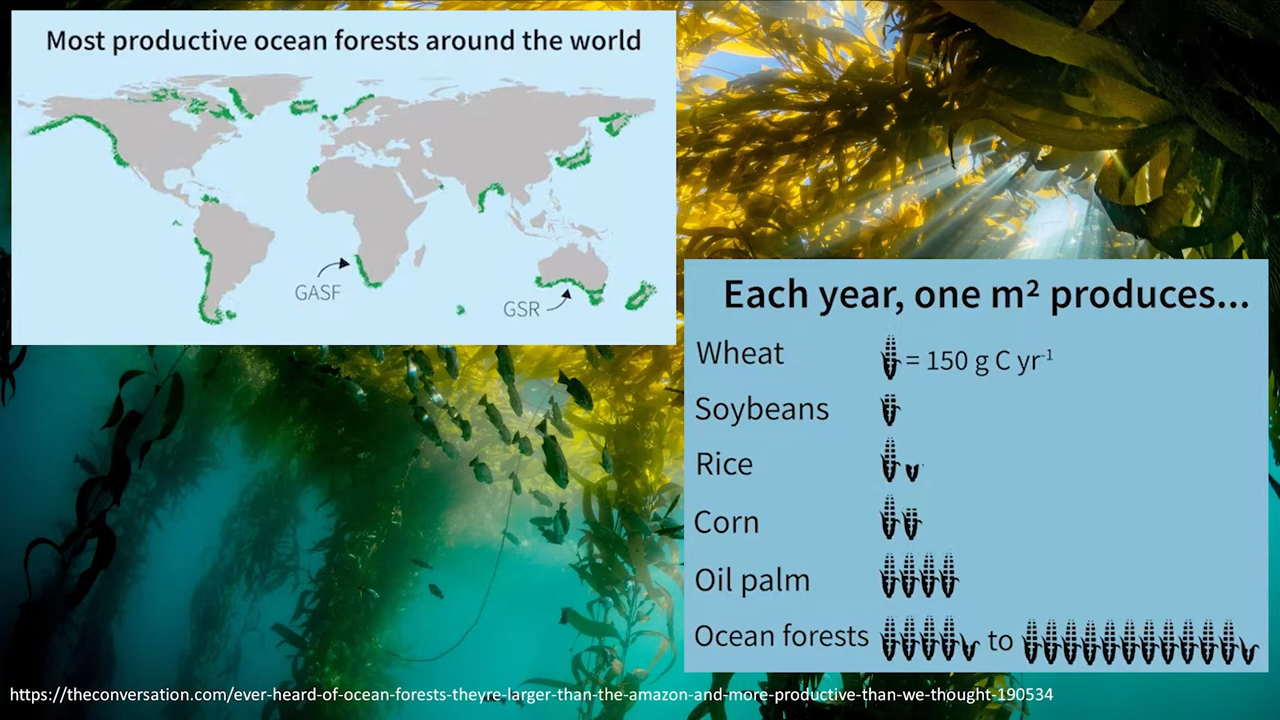 Most productive ocean forests around the world
GASF
GSR
Each year, one m² produces...
Wheat = 150 g C yr⁻¹
Soybeans
Rice
Corn
Oil palm
Ocean forests to
https://theconversation.com/ever-heard-of-ocean-forests-theyre-larger-than-the-amazon-and-more-productive-than-we-thought-190534